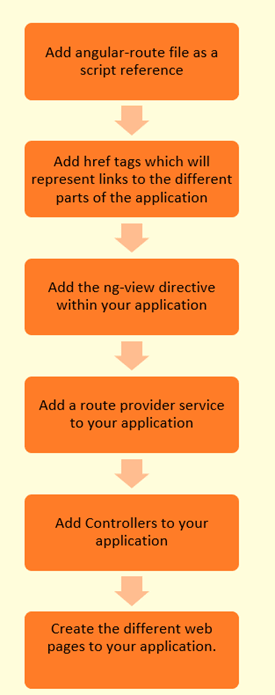 Add angular-route file as a
script reference
Add href tags which will
represent links to the different
parts of the application
Add the ng-view directive
within your application
Add a route provider service
to your application
Add Controllers to your
application
Create the different web
pages to your application.